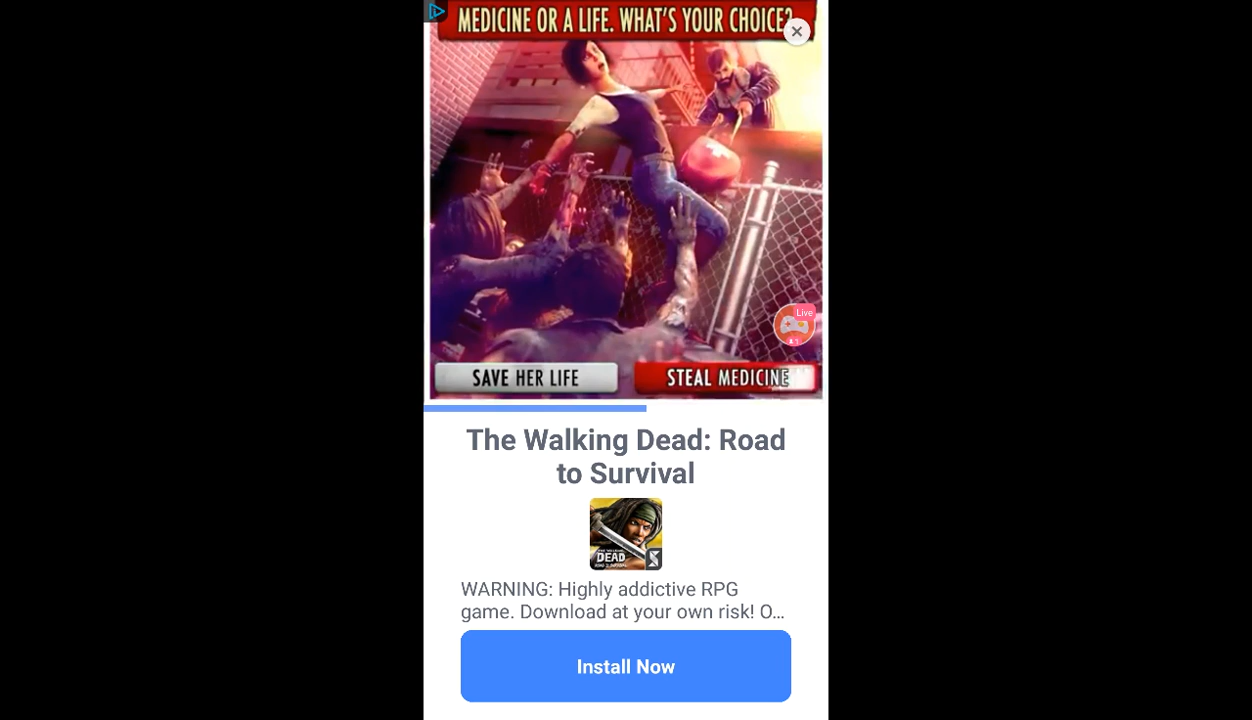 MEDICINE OR A LIFE. WHAT'S YOUR CHOICE?
Live
SAVE HER LIFE
STEAL MEDICINE
The Walking Dead: Road
to Survival
DEAD
WARNING: Highly addictive RPG
game. Download at your own risk! O...
Install Now